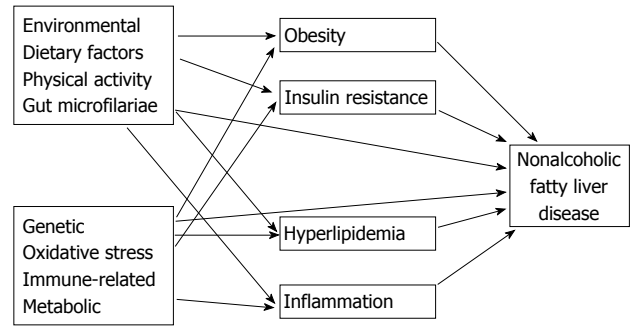 Environmental
Dietary factors
Physical activity
Gut microfilariae
Genetic
Oxidative stress
Immune-related
Metabolic
Obesity
Insulin resistance
Hyperlipidemia
Inflammation
Nonalcoholic
fatty liver
disease